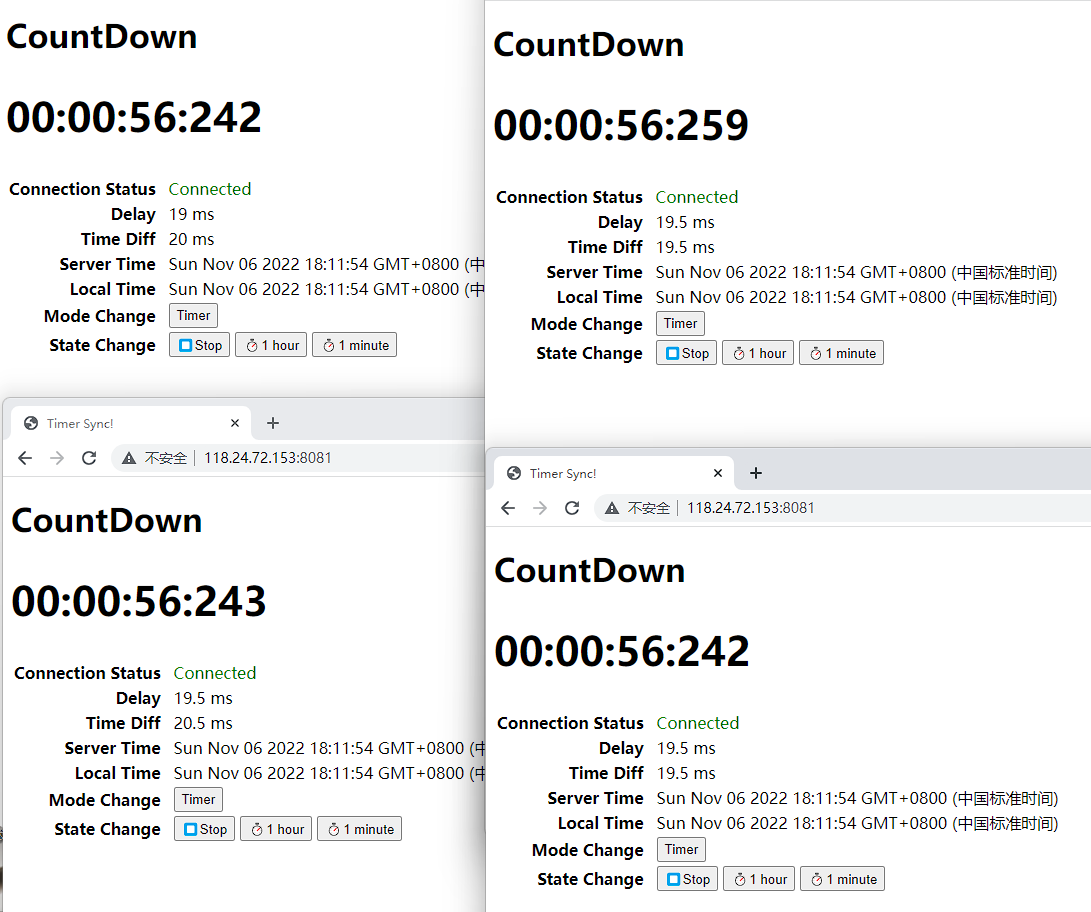 CountDown
00:00:56:242
Connection Status Connected
Delay 19 ms
Time Diff 20 ms
Server Time Sun Nov 06 2022 18:11:54 GMT+0800 (中
Local Time Sun Nov 06 2022 18:11:54 GMT+0800 (中
Mode Change Timer
State Change Stop 1 hour 1 minute
CountDown
00:00:56:259
Connection Status Connected
Delay 19.5 ms
Time Diff 19.5 ms
Server Time Sun Nov 06 2022 18:11:54 GMT+0800 (中国标准时间)
Local Time Sun Nov 06 2022 18:11:54 GMT+0800 (中国标准时间)
Mode Change Timer
State Change Stop 1 hour 1 minute
Timer Sync!
不安全 118.24.72.153:8081
CountDown
00:00:56:243
Connection Status Connected
Delay 19.5 ms
Time Diff 20.5 ms
Server Time Sun Nov 06 2022 18:11:54 GMT+0800 (中
Local Time Sun Nov 06 2022 18:11:54 GMT+0800 (中
Mode Change Timer
State Change Stop 1 hour 1 minute
Timer Sync!
不安全 118.24.72.153:8081
CountDown
00:00:56:242
Connection Status Connected
Delay 19.5 ms
Time Diff 19.5 ms
Server Time Sun Nov 06 2022 18:11:54 GMT+0800 (中国标准时间)
Local Time Sun Nov 06 2022 18:11:54 GMT+0800 (中国标准时间)
Mode Change Timer
State Change Stop 1 hour 1 minute